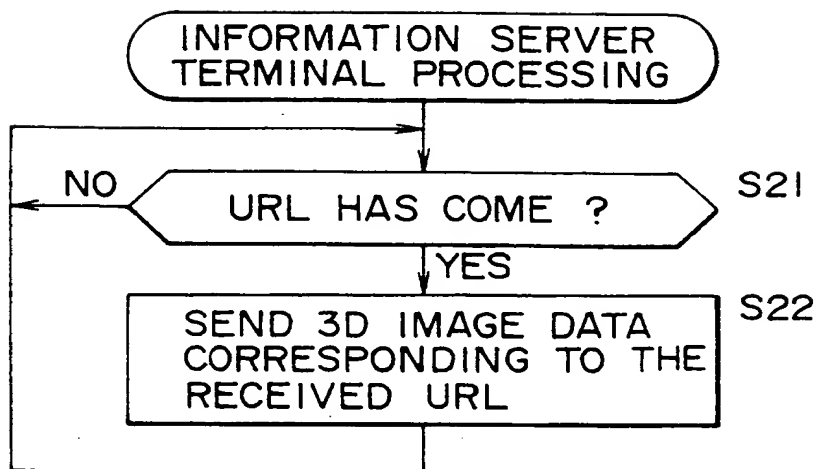 INFORMATION SERVER
TERMINAL PROCESSING
NO
URL HAS COME ?
S21
YES
S22
SEND 3D IMAGE DATA
CORRESPONDING TO THE
RECEIVED URL